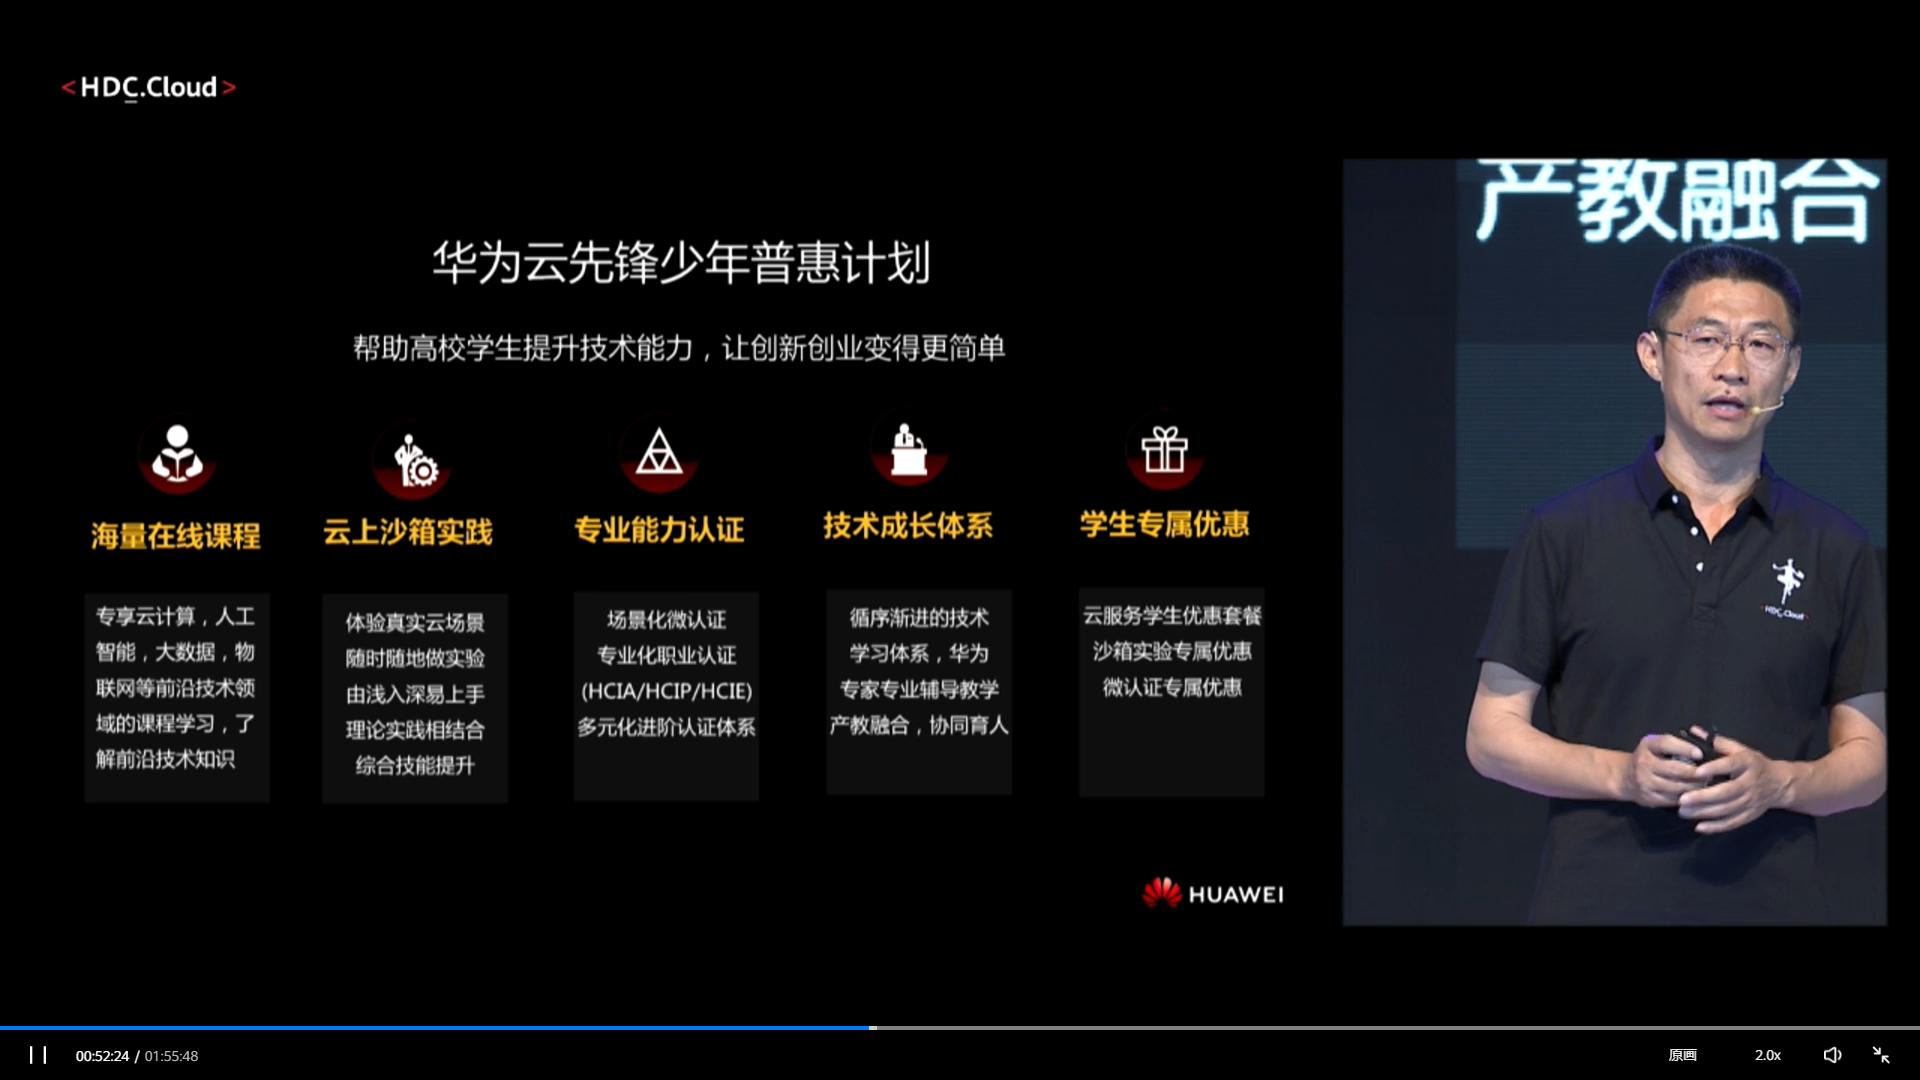 <HDC.Cloud>
产教融合
华为云先锋少年普惠计划
帮助高校学生提升技术能力，让创新创业变得更简单
海量在线课程
专享云计算，人工
智能，大数据，物
联网等前沿技术领
域的课程学习，了
解前沿技术知识
云上沙箱实践
体验真实云场景
随时随地做实验
由浅入深易上手
理论实践相结合
综合技能提升
专业能力认证
场景化微认证
专业化职业认证
(HCIA/HCIP/HCIE)
多元化进阶认证体系
技术成长体系
循序渐进的技术
学习体系，华为
专家专业辅导教学
产教融合，协同育人
学生专属优惠
云服务学生优惠套餐
沙箱实验专属优惠
微认证专属优惠
<HDC.Cloud>
HUAWEI
00:52:24 / 01:55:48
原画
2.0x